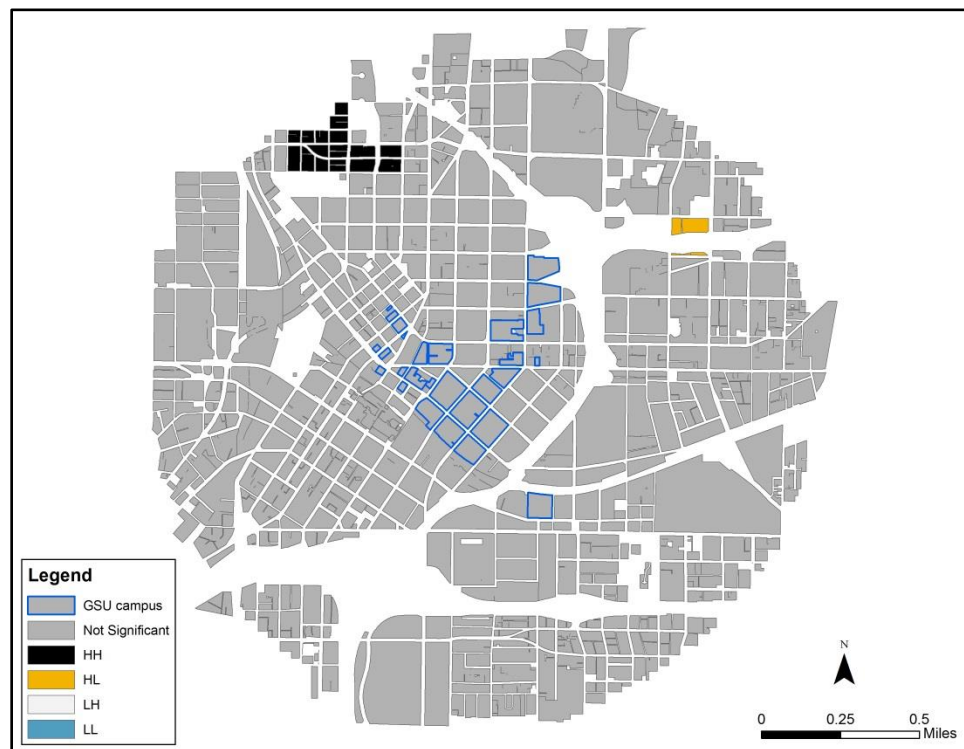 Legend
GSU campus
Not Significant
HH
HL
LH
LL
N
0 0.25 0.5
Miles